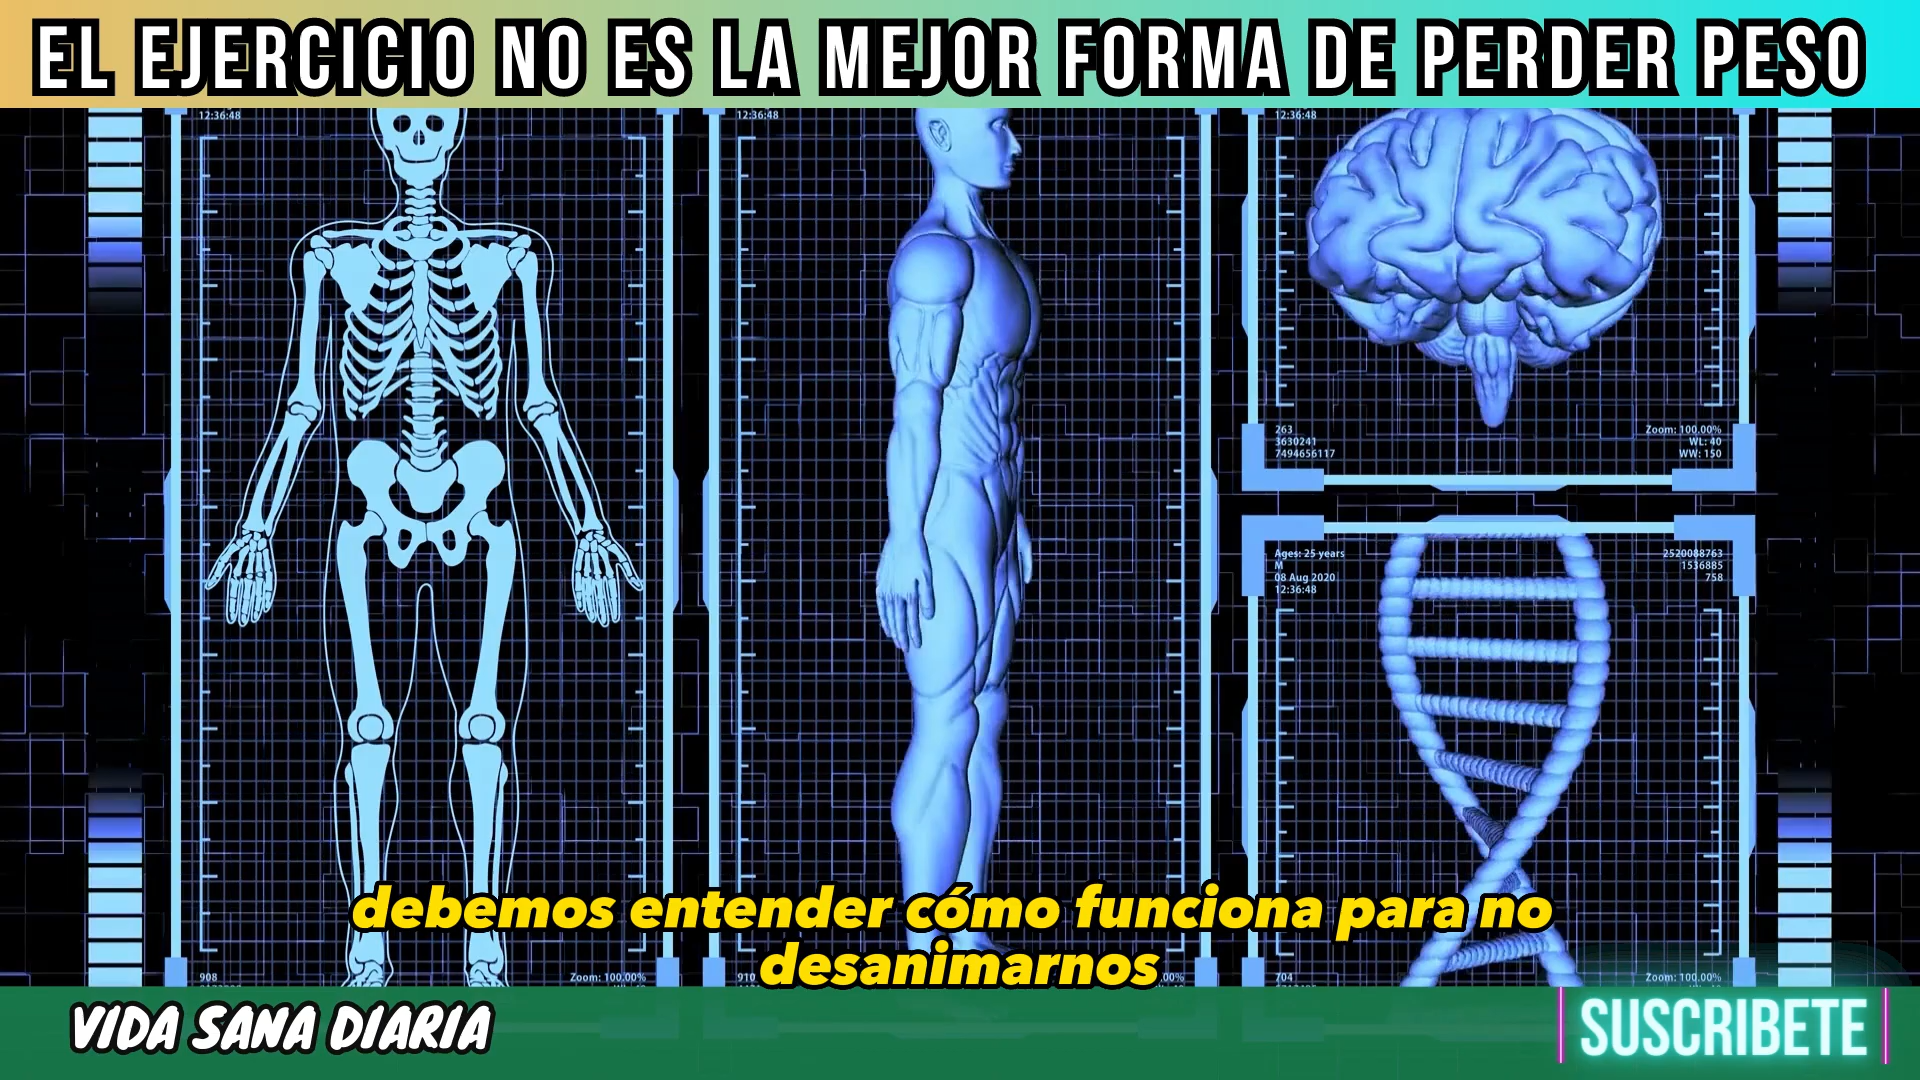 EL EJERCICIO NO ES LA MEJOR FORMA DE PERDER PESO
12:36:48
12:36:48
12:36:48
263
3630241
7494656117
Zoom: 100.00%
WL: 40
WW: 150
Ages: 25 years
M
08 Aug 2020
12:36:48
2520088763
1536885
758
debemos entender cómo funciona para no
desanimarnos
908
Zoom: 100.00%
910
704
Zoom: 100.00%
VIDA SANA DIARIA
SUSCRIBETE